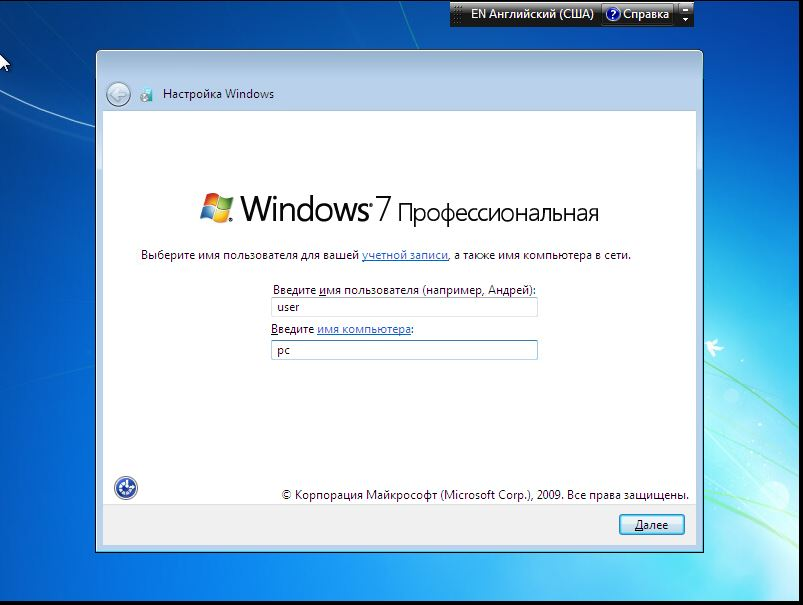 EN Английский (США) Справка
Настройка Windows
Windows 7 Профессиональная
Выберите имя пользователя для вашей учетной записи, а также имя компьютера в сети.
Введите имя пользователя (например, Андрей):
user
Введите имя компьютера:
pc
© Корпорация Майкрософт (Microsoft Corp.), 2009. Все права защищены.
Далее